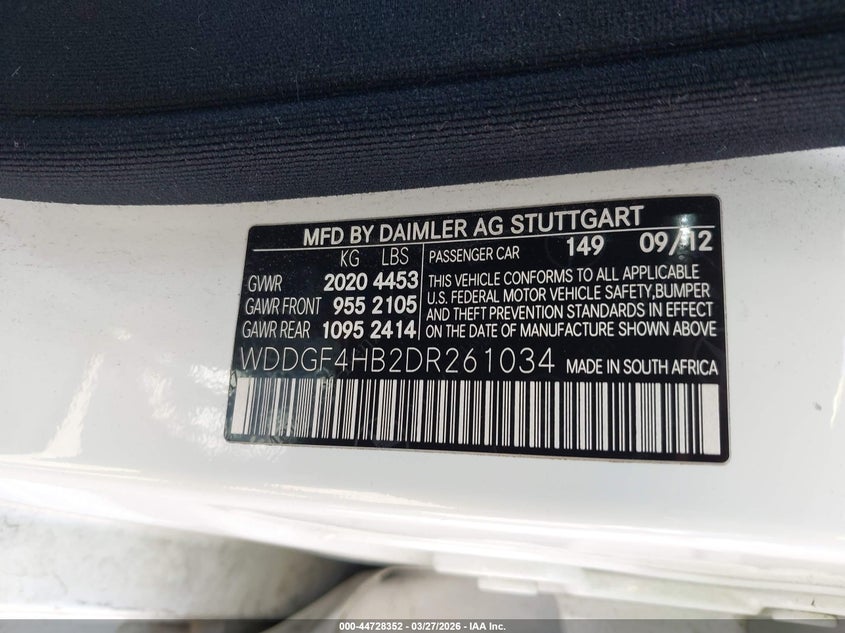 MFD BY DAIMLER AG STUTTGART
KG LBS PASSENGER CAR 149 09/12
GVWR 2020 4453
GAWR FRONT 955 2105
GAWR REAR 1095 2414
THIS VEHICLE CONFORMS TO ALL APPLICABLE
U.S. FEDERAL MOTOR VEHICLE SAFETY,BUMPER
AND THEFT PREVENTION STANDARDS IN EFFECT
ON THE DATE OF MANUFACTURE SHOWN ABOVE
WDDGF4HB2DR261034 MADE IN SOUTH AFRICA
000-44728352 | 03/27/2026 - IAA Inc.